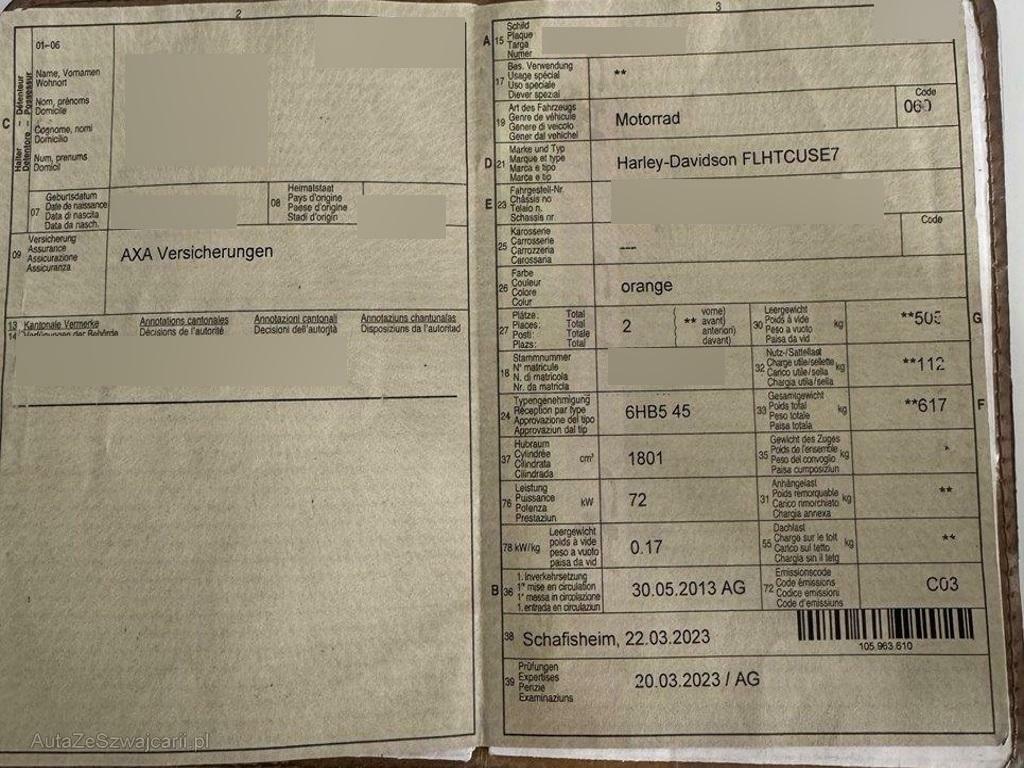 2
01–06
Name, Vornamen
Wohnort
Nom, prénoms
Domicile
Cognome, nomi
Domicilio
Num, prenums
Domicil
C
Halter – Détenteur
Detentore – Possessur
07
Geburtsdatum
Date de naissance
Data di nascita
Data da nasch.
08
Heimatstaat
Pays d'origine
Paese d'origine
Stadi d'origin
09
Versicherung
Assurance
Assicurazione
Assicuranza
AXA Versicherungen
13
14
Kantonale Vermerke
Annotations cantonales
Annotazioni cantonali
Annotaziuns chantunalas
Verfügungen der Behörde
Décisions de l'autorité
Decisioni dell'autorità
Disposiziuns da l'autoritad
3
A 15
Schild
Plaque
Targa
Numer
17
Bes. Verwendung
Usage spécial
Uso speciale
Diever spezial
**
19
Art des Fahrzeugs
Genre de véhicule
Genere di veicolo
Gener dal vehichel
Motorrad
Code
060
D 21
Marke und Typ
Marque et type
Marca e tipo
Marca e tip
Harley-Davidson FLHTCUSE7
E 23
Fahrgestell-Nr.
Châssis no
Telaio n.
Schassis nr.
25
Karosserie
Carrosserie
Carrozzeria
Carossaria
---
Code
26
Farbe
Couleur
Colore
Colur
orange
27
Plätze: Total
Places: Total
Posti: Totale
Plazs: Total
2
( vorne)
( ** avant)
( anteriori)
( davant)
30
Leergewicht
Poids à vide
Peso a vuoto
Paisa da vid
kg
**505
G
18
Stammnummer
N° matricule
N. di matricola
Nr. da matricla
32
Nutz-/Sattellast
Charge utile/sellette
Carico utile/sella
Chargia utila/sella
kg
**112
24
Typengenehmigung
Réception par type
Approvazione del tipo
Approvaziun dal tip
6HB5 45
33
Gesamtgewicht
Poids total
Peso totale
Paisa totala
kg
**617
F
37
Hubraum
Cylindrée
Cilindrata
Cilindrada
cm³
1801
35
Gewicht des Zuges
Poids de l'ensemble
Peso del convoglio
Paisa cumposiziun
kg
*
76
Leistung
Puissance
Potenza
Prestaziun
kW
72
31
Anhängelast
Poids remorquable
Carico rimorchiato
Chargia annexa
kg
**
78 kW/kg
Leergewicht
poids à vide
peso a vuoto
paisa da vid
0.17
55
Dachlast
Charge sur le toit
Carico sul tetto
Chargia sin il tetg
kg
**
B 36
1. Inverkehrsetzung
1re mise en circulation
1a messa in circolazione
1. entrada en circulaziun
30.05.2013 AG
72
Emissionscode
Code émissions
Codice emissioni
Code d'emissiuns
C03
38
Schafisheim, 22.03.2023
105.963.610
39
Prüfungen
Expertises
Perizie
Examinaziuns
20.03.2023 / AG
AutaZeSzwajcarii.pl